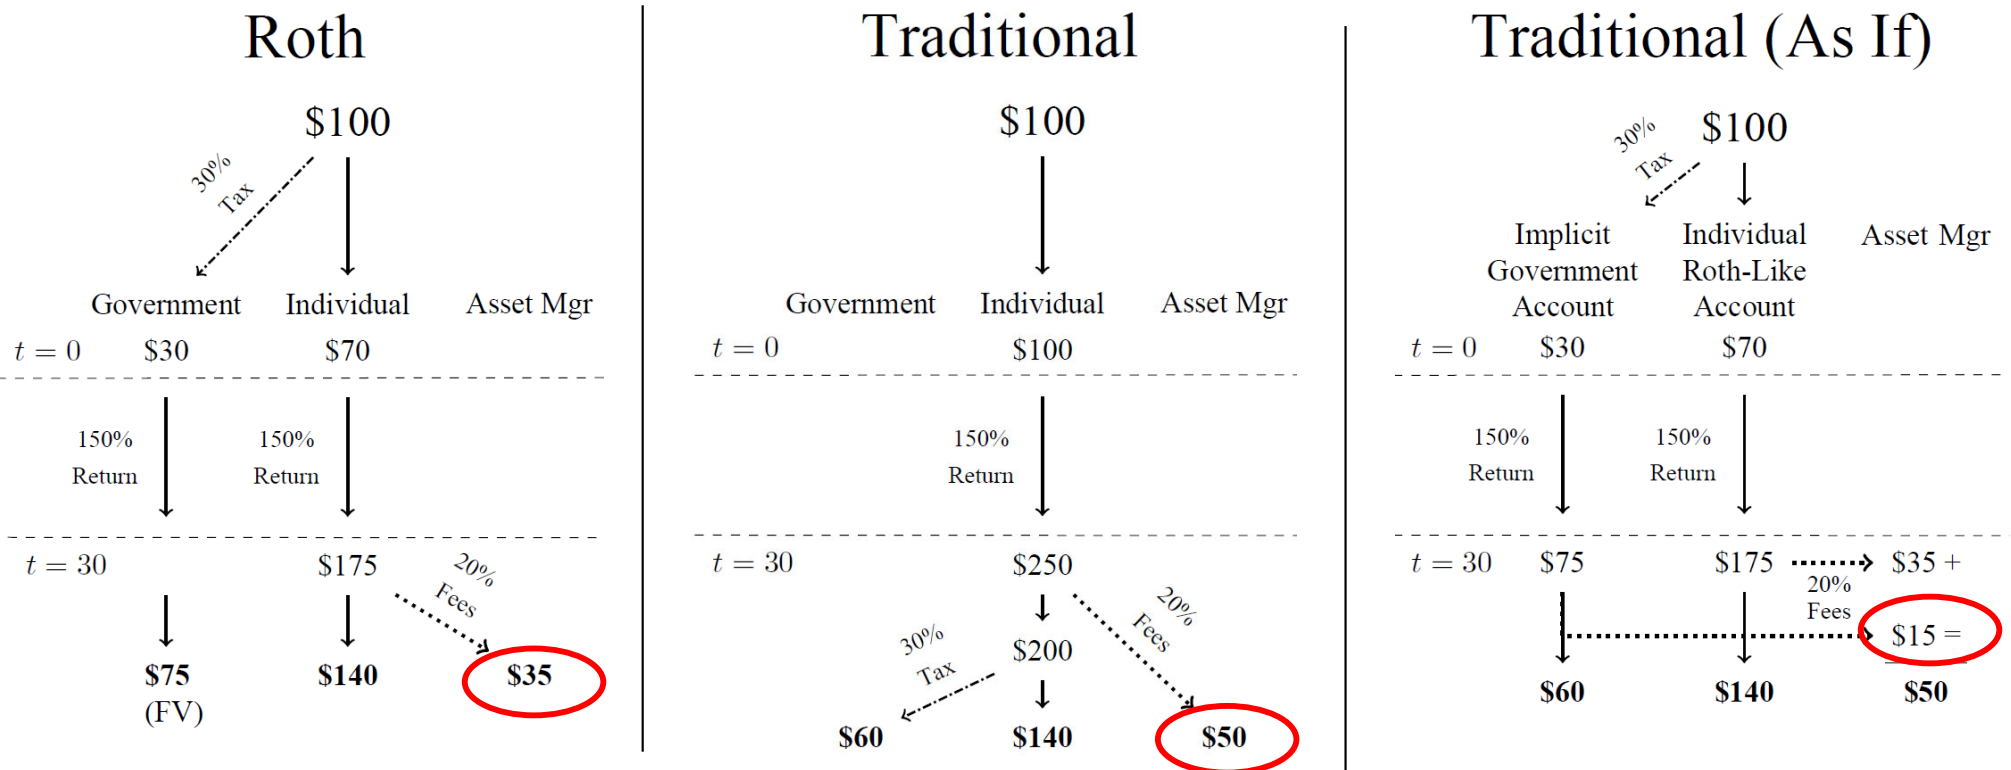 Roth
$100
30%
Tax
Government Individual Asset Mgr
t = 0 $30 $70
150%
Return
150%
Return
t = 30 $175
20%
Fees
$75 $140 $35
(FV)
Traditional
$100
Government Individual Asset Mgr
t = 0 $100
150%
Return
t = 30 $250
20%
Fees
$200
30%
Tax
$60 $140 $50
Traditional (As If)
$100
30%
Tax
Implicit
Government
Account
Individual
Roth-Like
Account
Asset Mgr
t = 0 $30 $70
150%
Return
150%
Return
t = 30 $75 $175 $35 +
20%
Fees
$15 =
$60 $140 $50